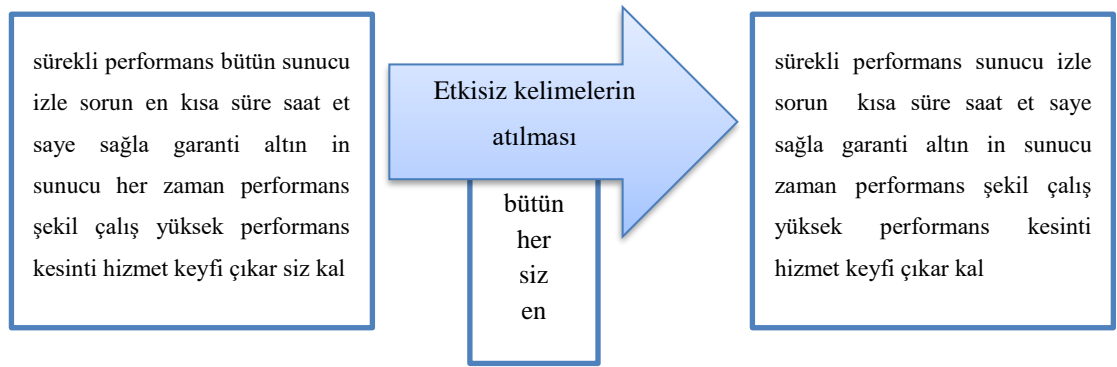 sürekli performans bütün sunucu
izle sorun en kısa süre saat et
saye sağla garanti altın in
sunucu her zaman performans
şekil çalış yüksek performans
kesinti hizmet keyfi çıkar siz kal
Etkisiz kelimelerin
atılması
bütün
her
siz
en
sürekli performans sunucu izle
sorun kısa süre saat et saye
sağla garanti altın in sunucu
zaman performans şekil çalış
yüksek performans kesinti
hizmet keyfi çıkar kal